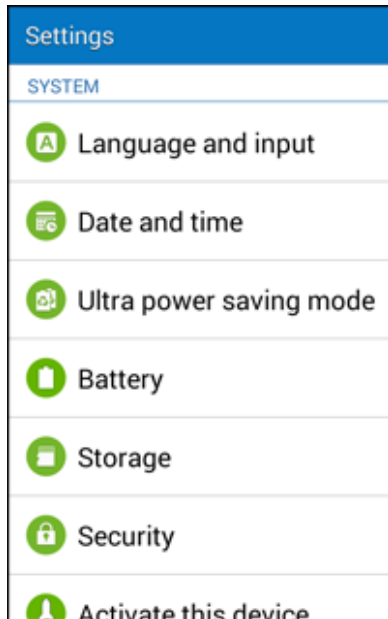 Settings
SYSTEM
A Language and input
Date and time
Ultra power saving mode
Battery
Storage
Security
Activate this device